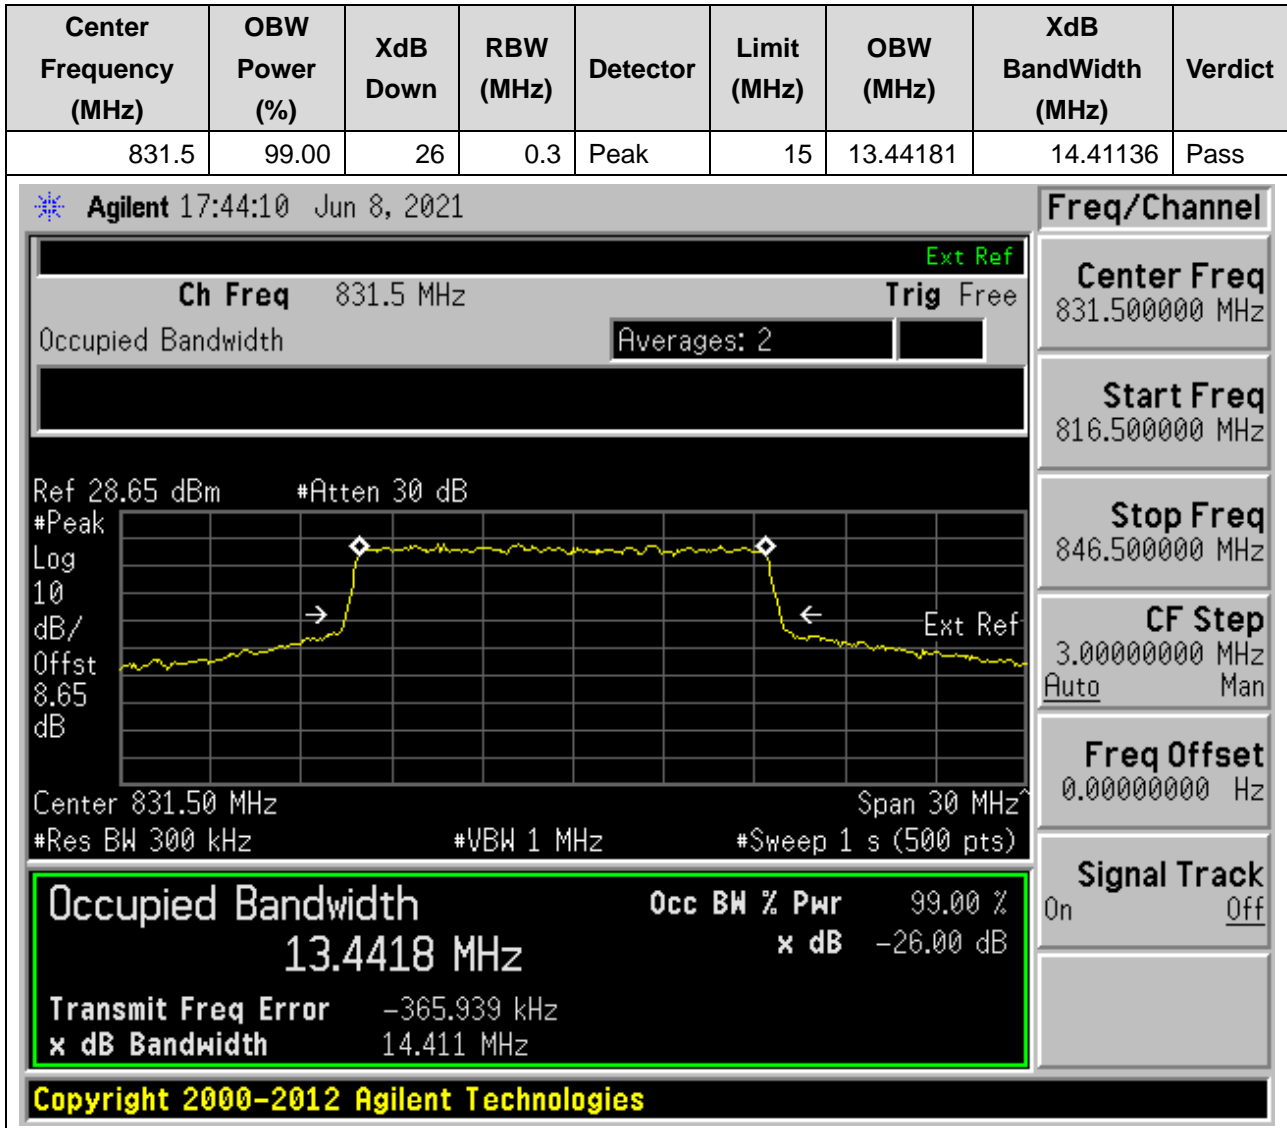 Center Frequency (MHz) OBW Power (%) XdB Down RBW (MHz) Detector Limit (MHz) OBW (MHz) XdB BandWidth (MHz) Verdict
831.5 99.00 26 0.3 Peak 15 13.44181 14.41136 Pass
Agilent 17:44:10 Jun 8, 2021
Freq/Channel
Ext Ref
Ch Freq 831.5 MHz Trig Free
Occupied Bandwidth Averages: 2
Ref 28.65 dBm #Atten 30 dB
#Peak
Log
10
dB/
Offst
8.65
dB
Ext Ref
Center 831.50 MHz Span 30 MHz^
#Res BW 300 kHz #VBW 1 MHz #Sweep 1 s (500 pts)
Occupied Bandwidth
13.4418 MHz
Occ BW % Pwr 99.00 %
x dB -26.00 dB
Transmit Freq Error -365.939 kHz
x dB Bandwidth 14.411 MHz
Center Freq
831.500000 MHz
Start Freq
816.500000 MHz
Stop Freq
846.500000 MHz
CF Step
3.00000000 MHz
Auto Man
Freq Offset
0.00000000 Hz
Signal Track
On Off
Copyright 2000-2012 Agilent Technologies